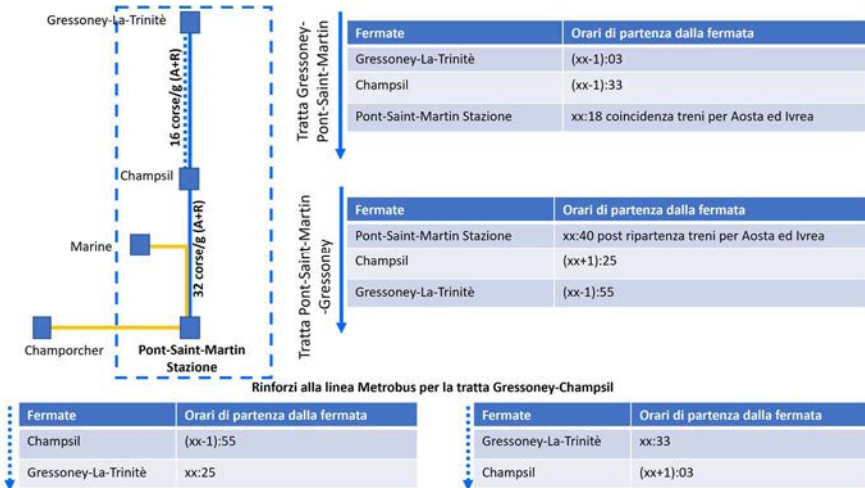 Gressoney-La-Trinitè
16 corse/g (A+R)
Champsil
Marine
32 corse/g (A+R)
Champorcher
Pont-Saint-Martin
Stazione
Tratta Gressoney-
Pont-Saint-Martin
Fermate Orari di partenza dalla fermata
Gressoney-La-Trinitè (xx-1):03
Champsil (xx-1):33
Pont-Saint-Martin Stazione xx:18 coincidenza treni per Aosta ed Ivrea
Tratta Pont-Saint-Martin
-Gressoney
Fermate Orari di partenza dalla fermata
Pont-Saint-Martin Stazione xx:40 post ripartenza treni per Aosta ed Ivrea
Champsil (xx+1):25
Gressoney-La-Trinitè (xx-1):55
Rinforzi alla linea Metrobus per la tratta Gressoney-Champsil
Fermate Orari di partenza dalla fermata
Champsil (xx-1):55
Gressoney-La-Trinitè xx:25
Fermate Orari di partenza dalla fermata
Gressoney-La-Trinitè xx:33
Champsil (xx+1):03